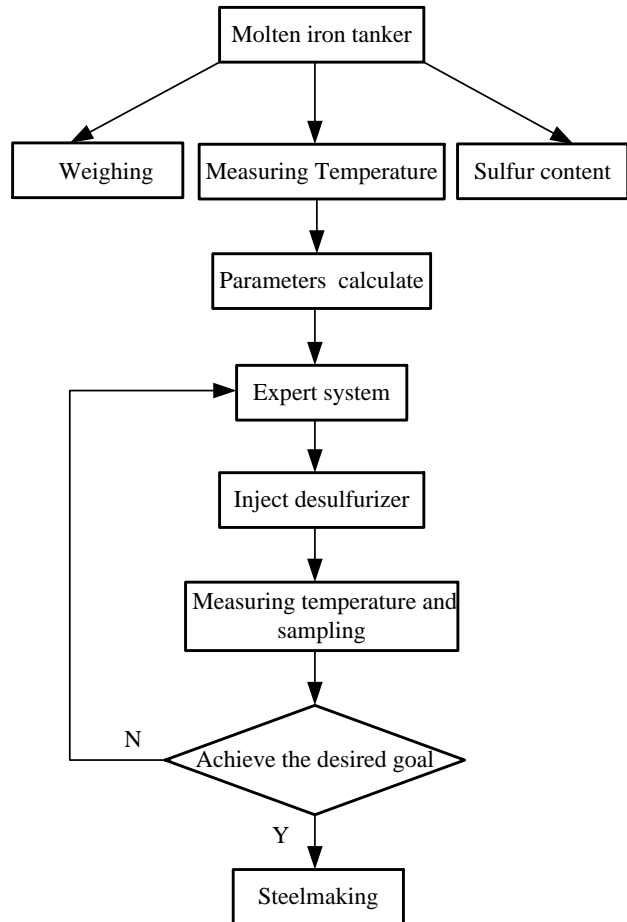 Molten iron tanker
Weighing
Measuring Temperature
Sulfur content
Parameters calculate
Expert system
Inject desulfurizer
Measuring temperature and
sampling
Achieve the desired goal
N
Y
Steelmaking